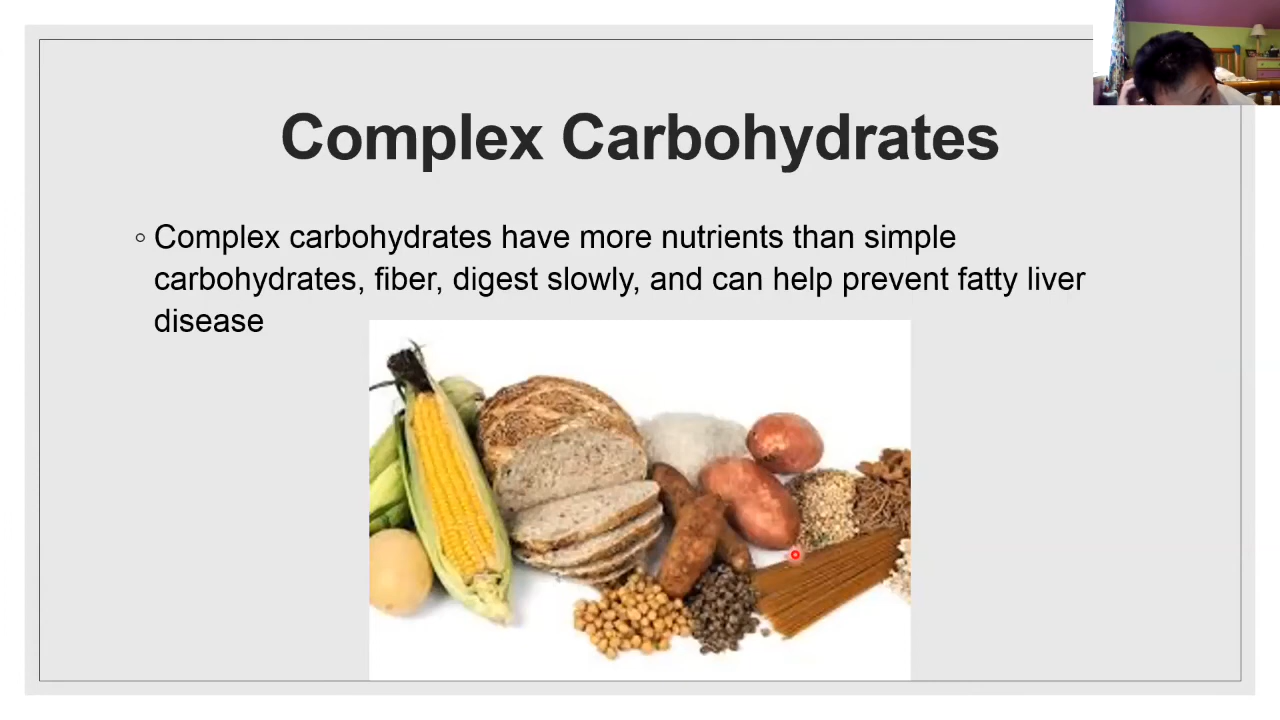 Complex Carbohydrates
Complex carbohydrates have more nutrients than simple
carbohydrates, fiber, digest slowly, and can help prevent fatty liver
disease